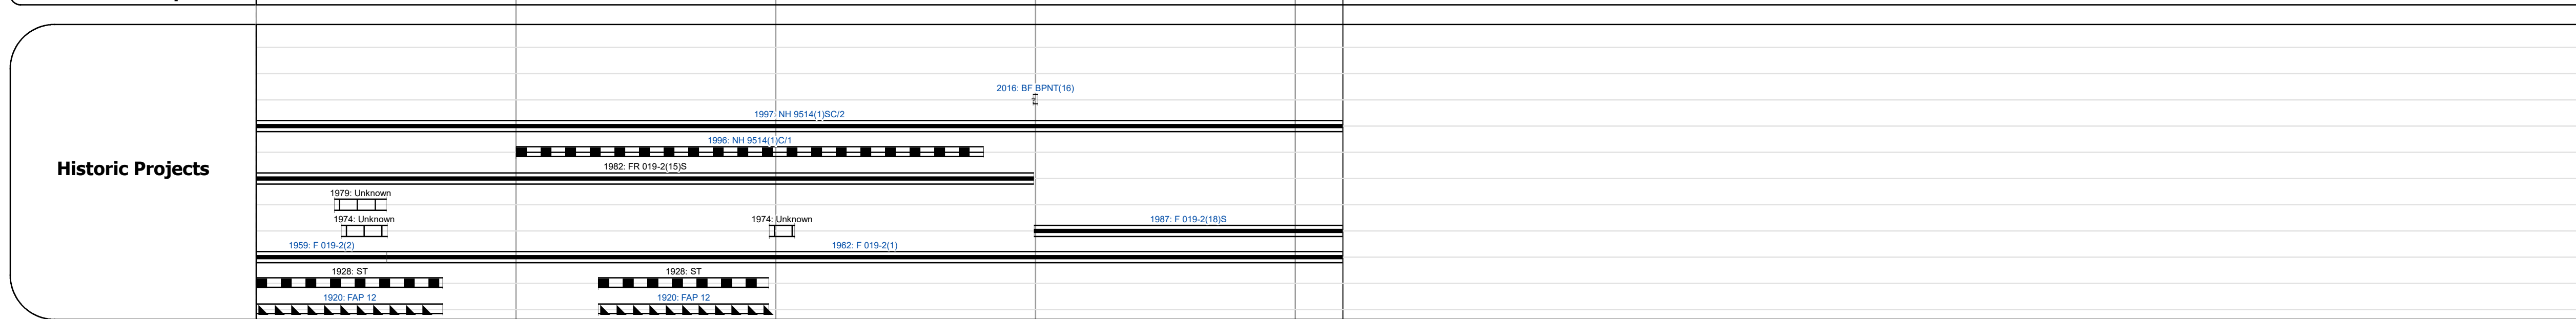 2016: BF BPNT(16)
1997: NH 9514(1)SC/2
1996: NH 9514(1)C/1
Historic Projects
1982: FR 019-2(15)S
1979: Unknown
1974: Unknown
1974: Unknown
1987: F 019-2(18)S
1959: F 019-2(2)
1962: F 019-2(1)
1928: ST
1928: ST
1920: FAP 12
1920: FAP 12